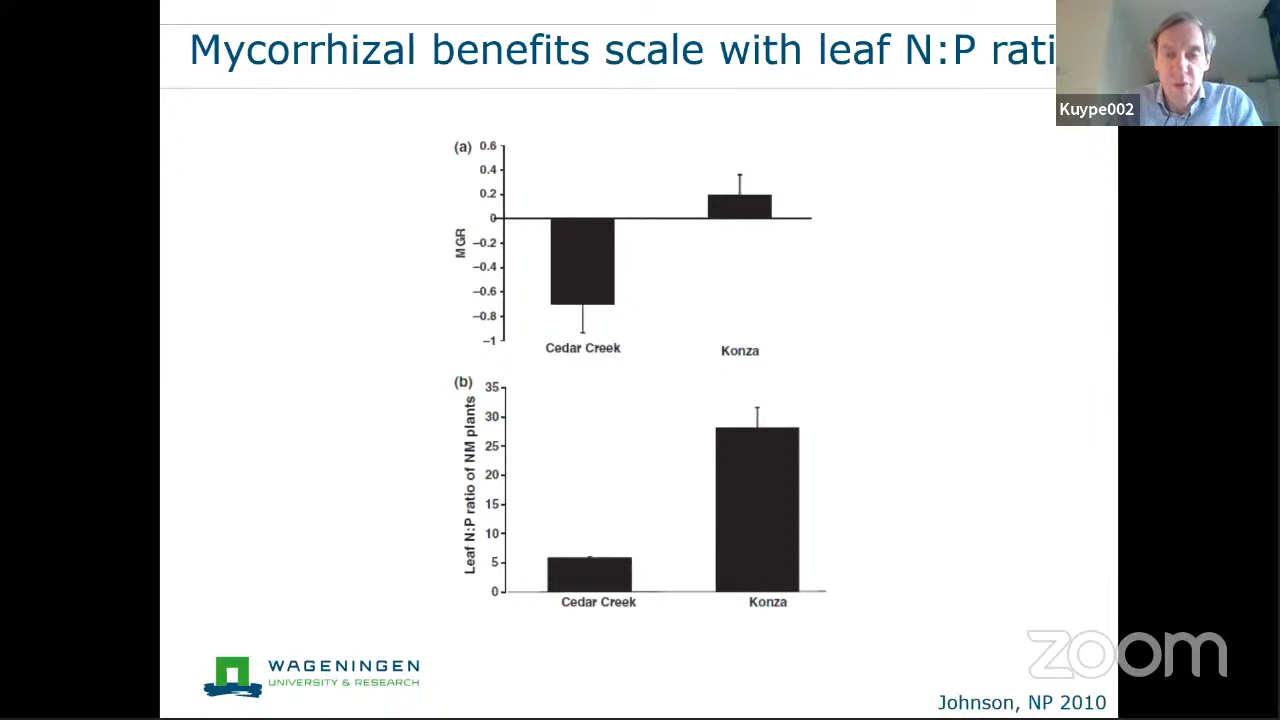 Mycorrhizal benefits scale with leaf N:P rati
Kuype002
(a)
0.6
0.4
0.2
0
−0.2
−0.4
−0.6
−0.8
−1
MGR
Cedar Creek
Konza
(b)
35
30
25
20
15
10
5
0
Leaf N:P ratio of NM plants
Cedar Creek
Konza
WAGENINGEN
UNIVERSITY & RESEARCH
zoom
Johnson, NP 2010